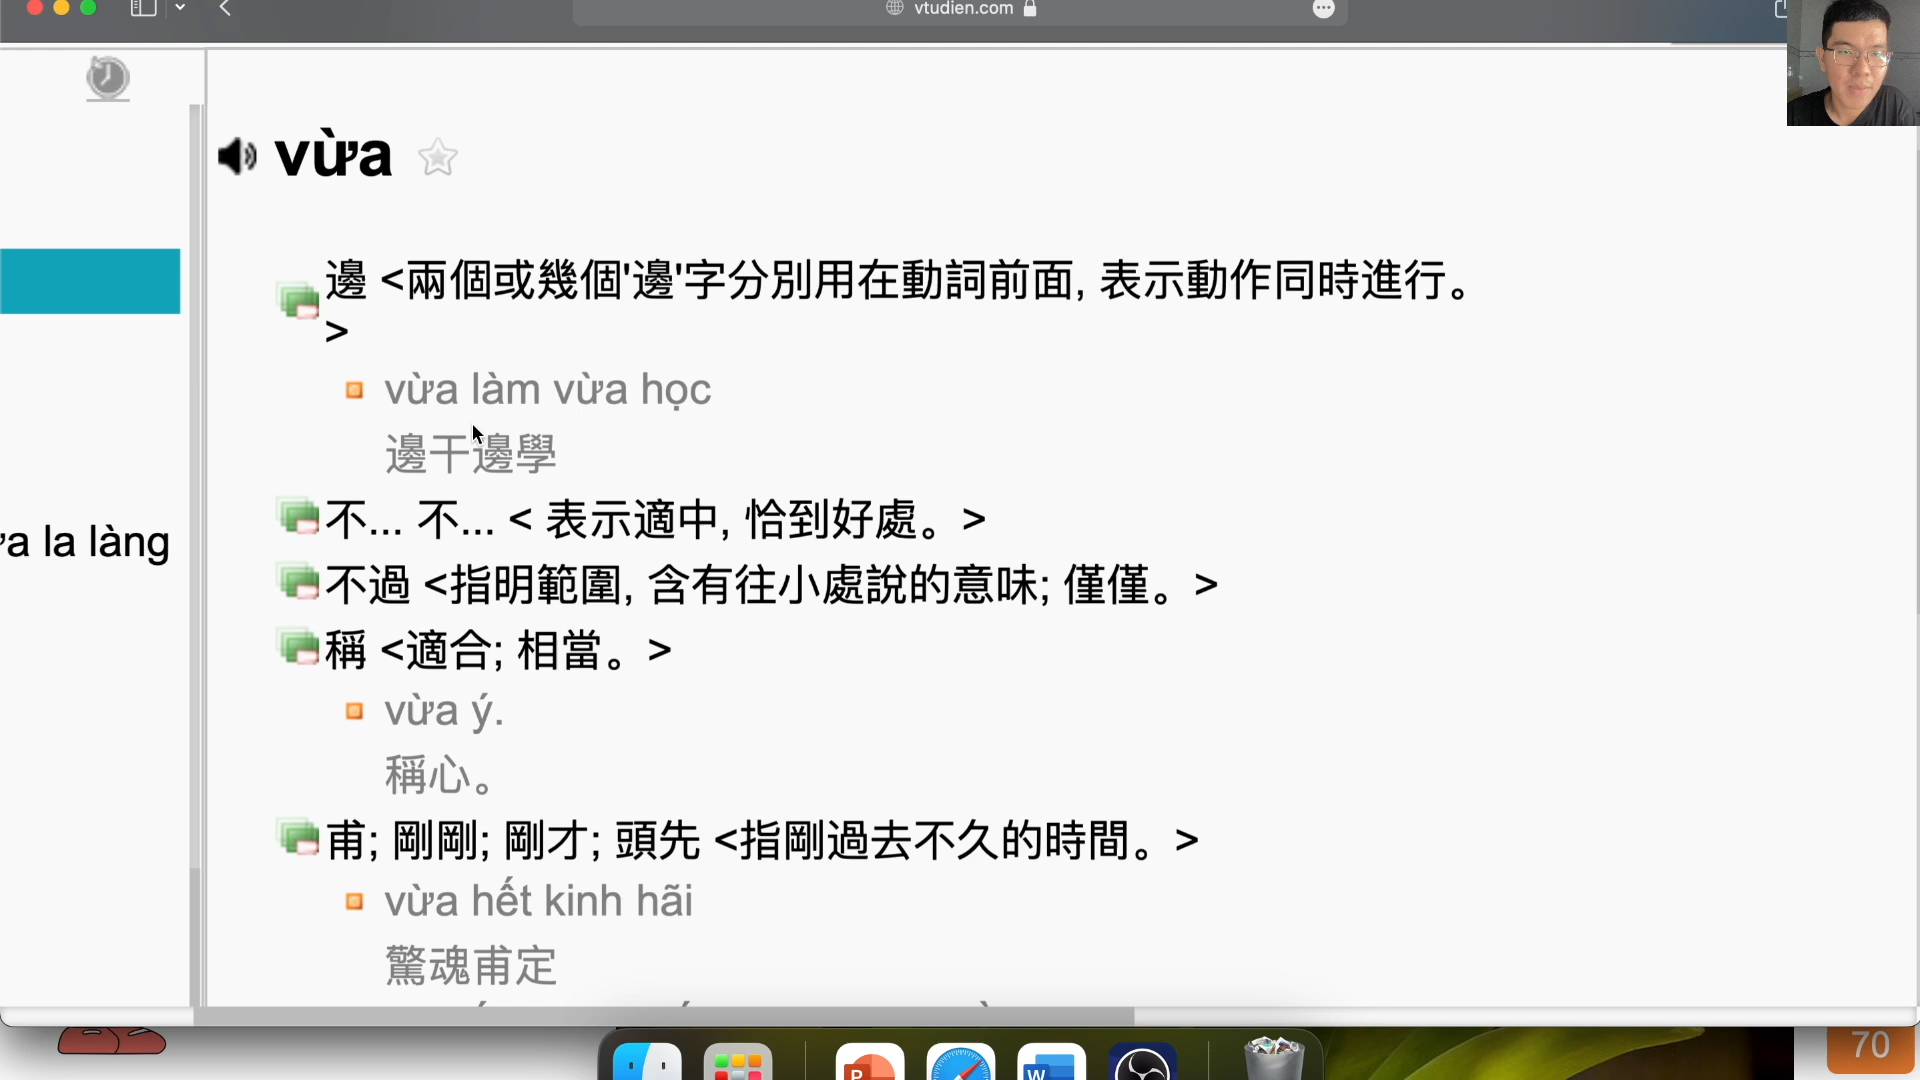 vtudien.com
vừa
邊 <兩個或幾個'邊'字分別用在動詞前面, 表示動作同時進行。
>
vừa làm vừa học
邊干邊學
不... 不... < 表示適中, 恰到好處。>
ưa la làng
不過 <指明範圍, 含有往小處說的意味; 僅僅。>
稱 <適合; 相當。>
vừa ý.
稱心。
甫; 剛剛; 剛才; 頭先 <指剛過去不久的時間。>
vừa hết kinh hãi
驚魂甫定
70
P
W